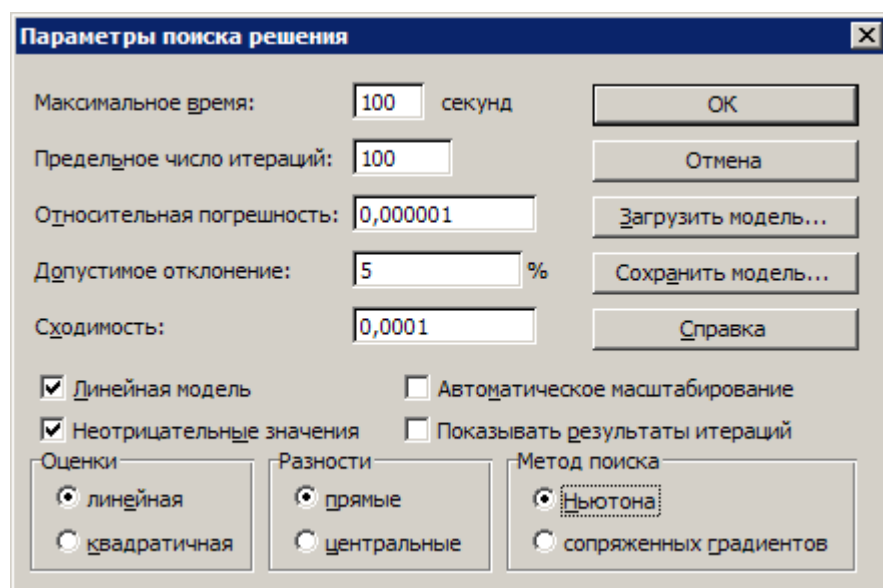 Параметры поиска решения
Максимальное время: 100 секунд OK
Предельное число итераций: 100 Отмена
Относительная погрешность: 0,000001 Загрузить модель...
Допустимое отклонение: 5 % Сохранить модель...
Сходимость: 0,0001 Справка
Линейная модель Автоматическое масштабирование
Неотрицательные значения Показывать результаты итераций
Оценки Разности Метод поиска
линейная прямые Ньютона
квадратичная центральные сопряженных градиентов